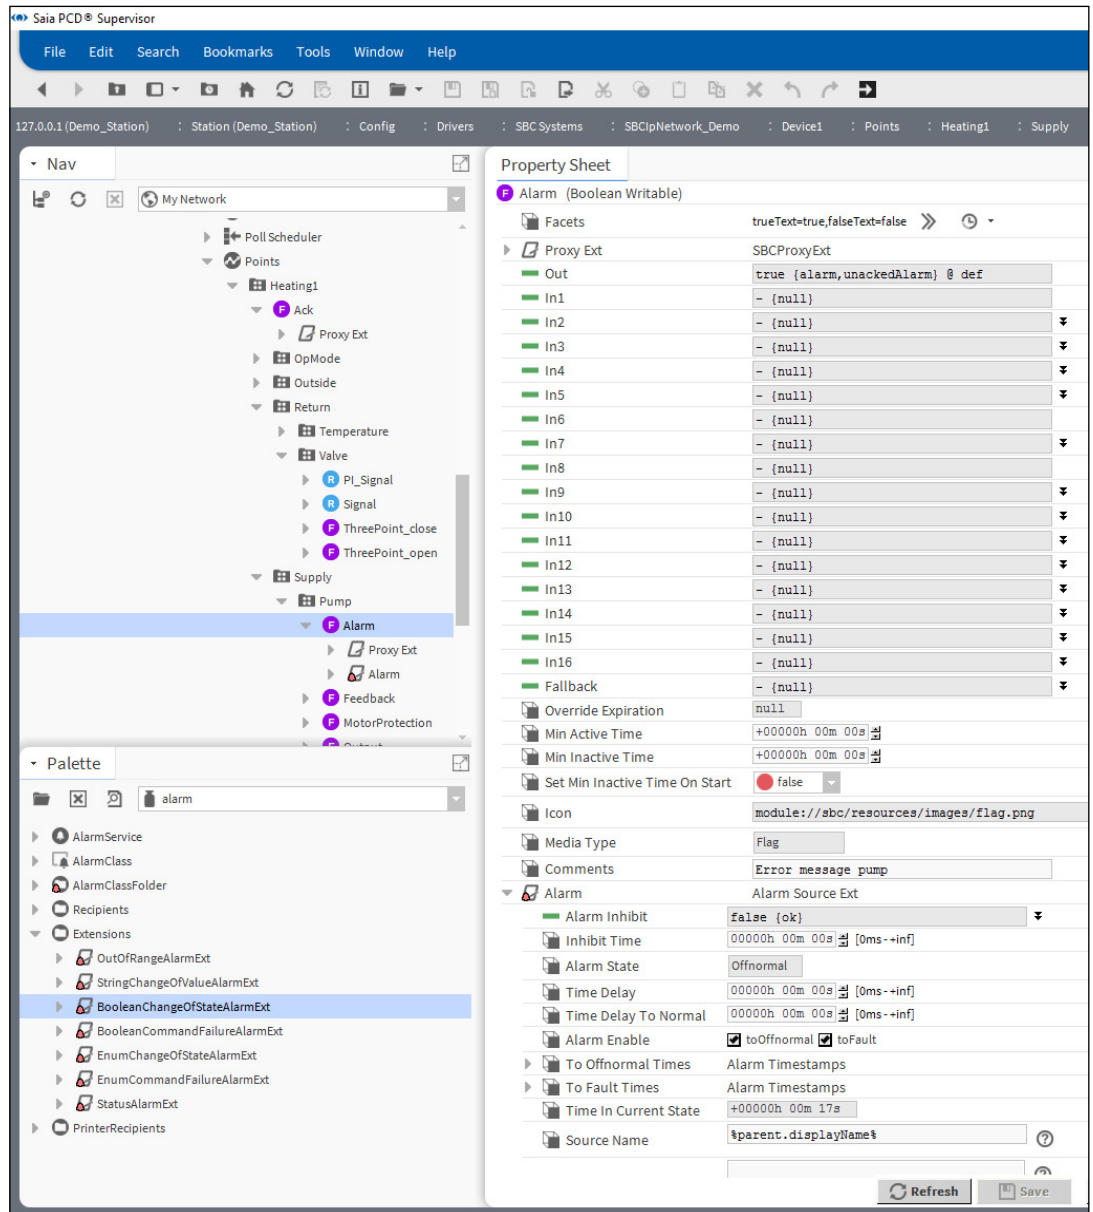 Saia PCD® Supervisor
File Edit Search Bookmarks Tools Window Help
127.0.0.1 (Demo_Station) : Station (Demo_Station) : Config : Drivers : SBC Systems : SBCIpNetwork_Demo : Device1 : Points : Heating1 : Supply
Nav
My Network
Poll Scheduler
Points
Heating1
F Ack
Proxy Ext
OpMode
Outside
Return
Temperature
Valve
R PI_Signal
R Signal
F ThreePoint_close
F ThreePoint_open
Supply
Pump
F Alarm
Proxy Ext
Alarm
F Feedback
F MotorProtection
Palette
alarm
AlarmService
AlarmClass
AlarmClassFolder
Recipients
Extensions
OutOfRangeAlarmExt
StringChangeOfValueAlarmExt
BooleanChangeOfStateAlarmExt
BooleanCommandFailureAlarmExt
EnumChangeOfStateAlarmExt
EnumCommandFailureAlarmExt
StatusAlarmExt
PrinterRecipients
Property Sheet
F Alarm (Boolean Writable)
Facets trueText=true,falseText=false
Proxy Ext SBCProxyExt
Out true {alarm,unackedAlarm} @ def
In1 - {null}
In2 - {null}
In3 - {null}
In4 - {null}
In5 - {null}
In6 - {null}
In7 - {null}
In8 - {null}
In9 - {null}
In10 - {null}
In11 - {null}
In12 - {null}
In13 - {null}
In14 - {null}
In15 - {null}
In16 - {null}
Fallback - {null}
Override Expiration null
Min Active Time +00000h 00m 00s
Min Inactive Time +00000h 00m 00s
Set Min Inactive Time On Start false
Icon module://sbc/resources/images/flag.png
Media Type Flag
Comments Error message pump
Alarm Alarm Source Ext
Alarm Inhibit false {ok}
Inhibit Time 00000h 00m 00s [0ms-+inf]
Alarm State Offnormal
Time Delay 00000h 00m 00s [0ms-+inf]
Time Delay To Normal 00000h 00m 00s [0ms-+inf]
Alarm Enable toOffnormal toFault
To Offnormal Times Alarm Timestamps
To Fault Times Alarm Timestamps
Time In Current State +00000h 00m 17s
Source Name %parent.displayName%
Refresh Save